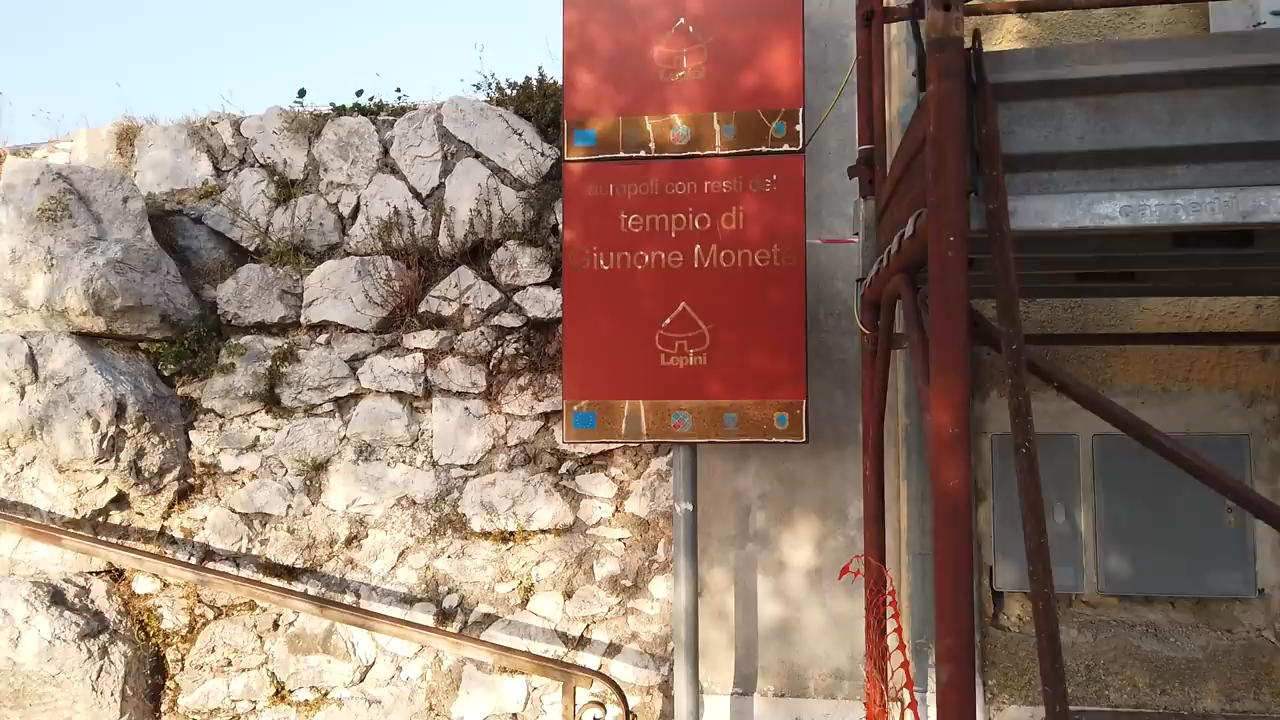 Lepini
acropoli con resti del
tempio di
Giunone Moneta
Lepini